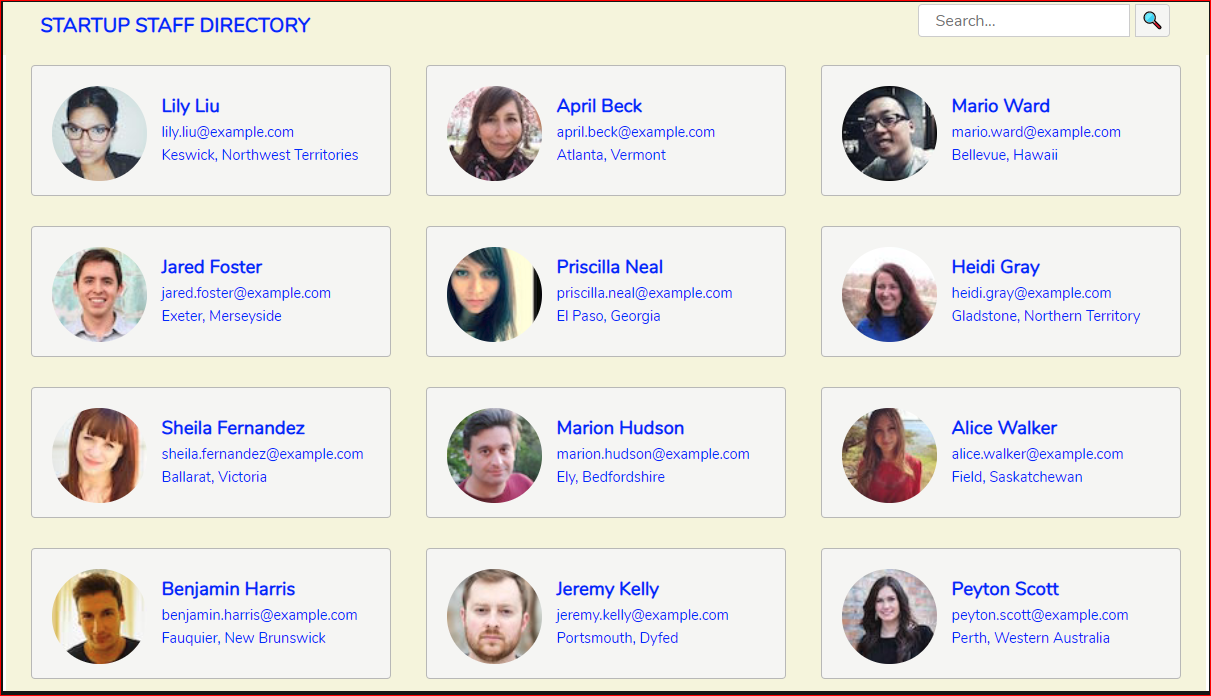 STARTUP STAFF DIRECTORY
Search...
Lily Liu
lily.liu@example.com
Keswick, Northwest Territories
April Beck
april.beck@example.com
Atlanta, Vermont
Mario Ward
mario.ward@example.com
Bellevue, Hawaii
Jared Foster
jared.foster@example.com
Exeter, Merseyside
Priscilla Neal
priscilla.neal@example.com
El Paso, Georgia
Heidi Gray
heidi.gray@example.com
Gladstone, Northern Territory
Sheila Fernandez
sheila.fernandez@example.com
Ballarat, Victoria
Marion Hudson
marion.hudson@example.com
Ely, Bedfordshire
Alice Walker
alice.walker@example.com
Field, Saskatchewan
Benjamin Harris
benjamin.harris@example.com
Fauquier, New Brunswick
Jeremy Kelly
jeremy.kelly@example.com
Portsmouth, Dyfed
Peyton Scott
peyton.scott@example.com
Perth, Western Australia